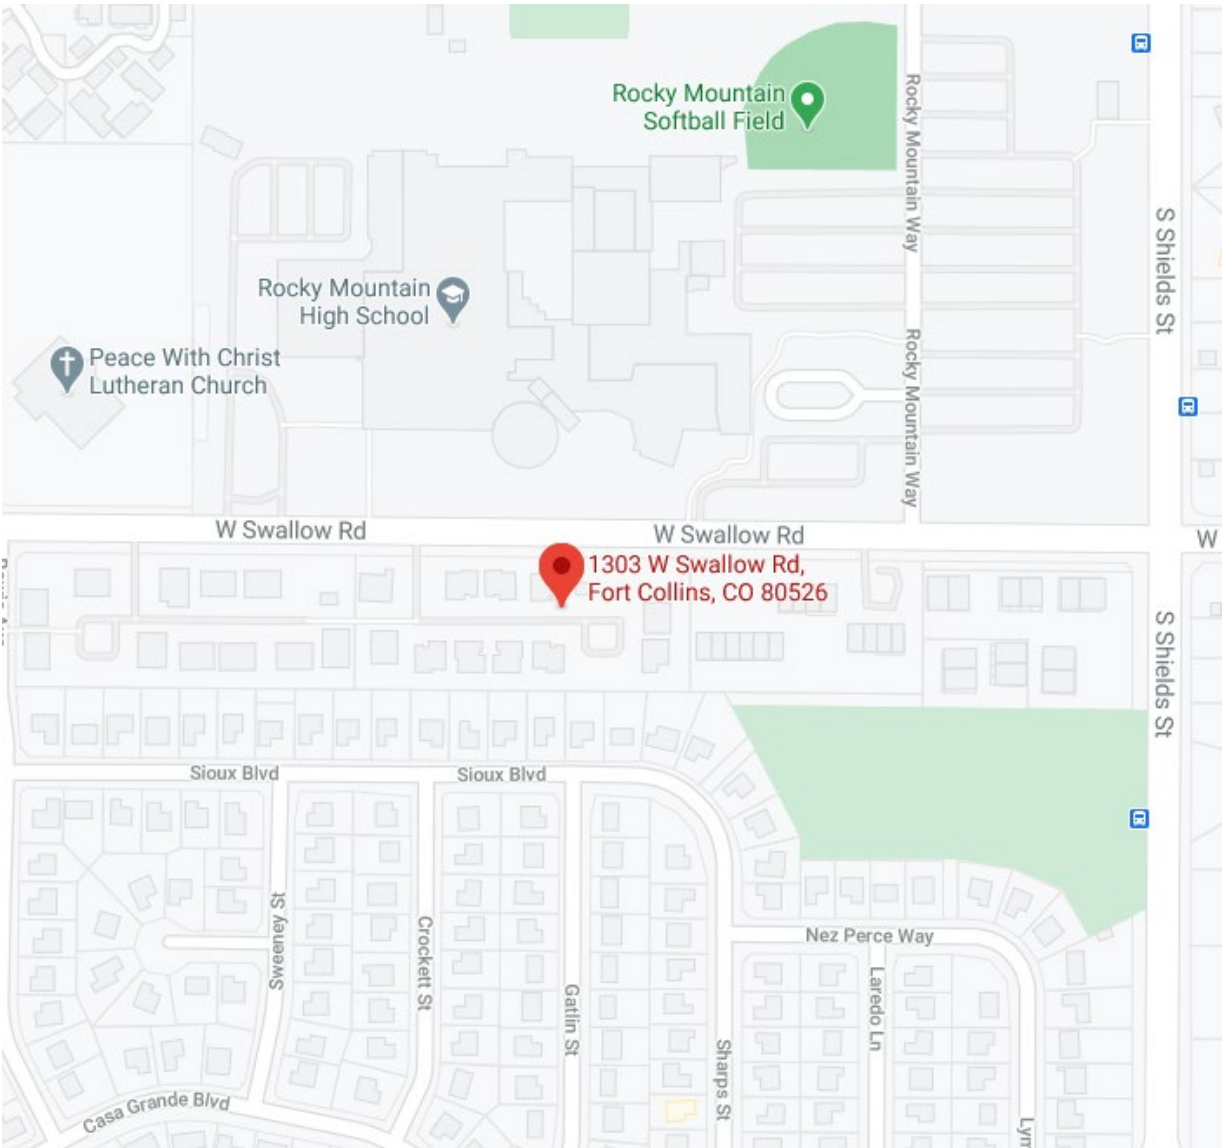 Rocky Mountain
Softball Field
Rocky Mountain Way
S Shields St
Rocky Mountain
High School
Peace With Christ
Lutheran Church
Rocky Mountain Way
W Swallow Rd
W Swallow Rd
W
1303 W Swallow Rd,
Fort Collins, CO 80526
S Shields St
Sioux Blvd
Sioux Blvd
Sweeney St
Crockett St
Nez Perce Way
Gatlin St
Laredo Ln
Sharps St
Casa Grande Blvd
Lym